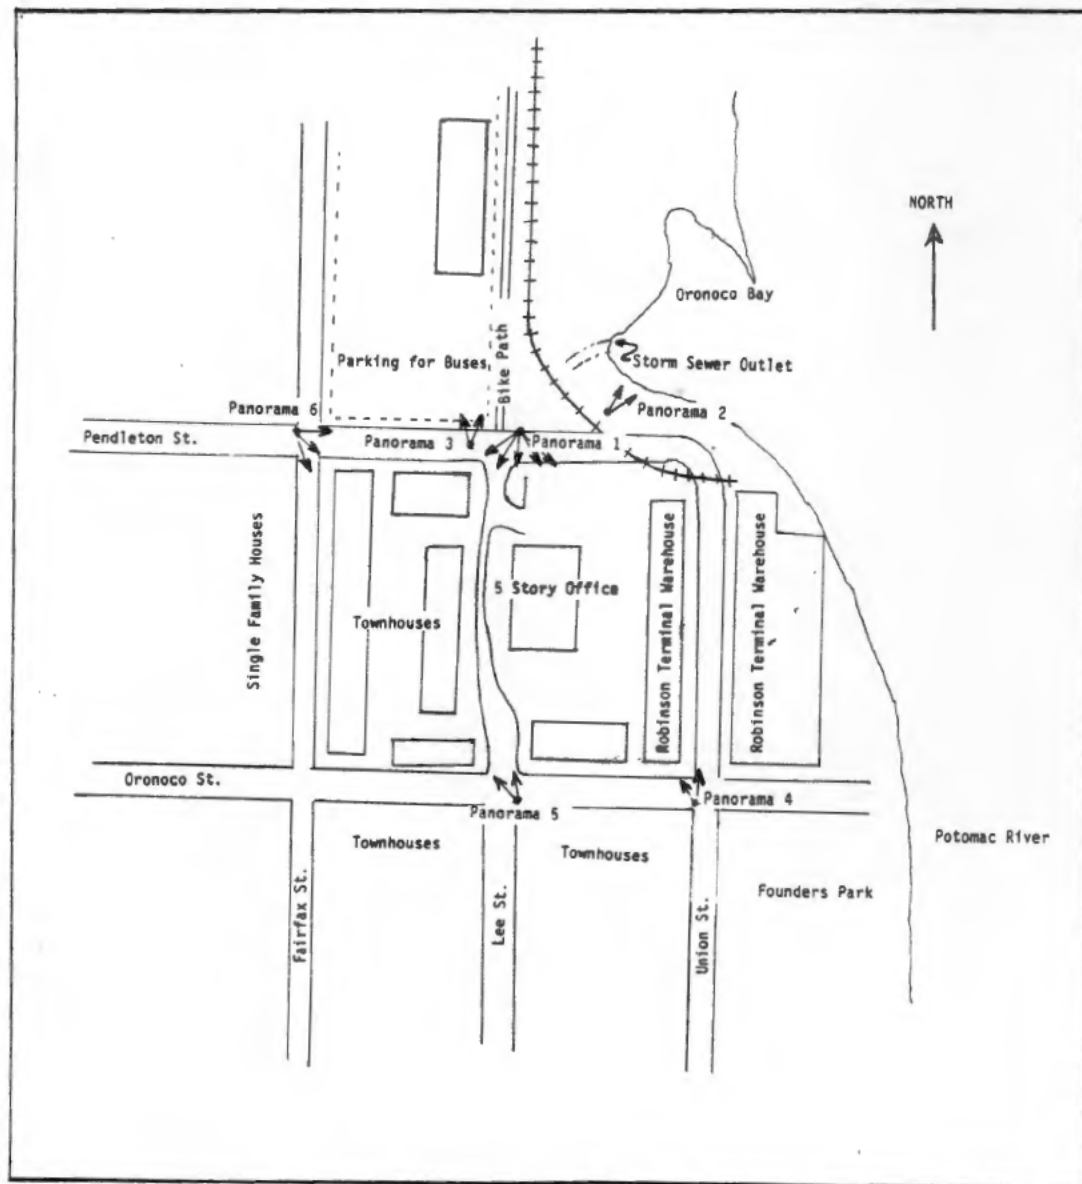 NORTH
Oronoco Bay
Storm Sewer Outlet
Parking for Buses
Bike Path
Panorama 6
Panorama 2
Pendleton St.
Panorama 3
Panorama 1
Single Family Houses
Townhouses
5 Story Office
Robinson Terminal Warehouse
Robinson Terminal Warehouse
Oronoco St.
Panorama 5
Panorama 4
Townhouses
Townhouses
Potomac River
Founders Park
Fairfax St.
Lee St.
Union St.